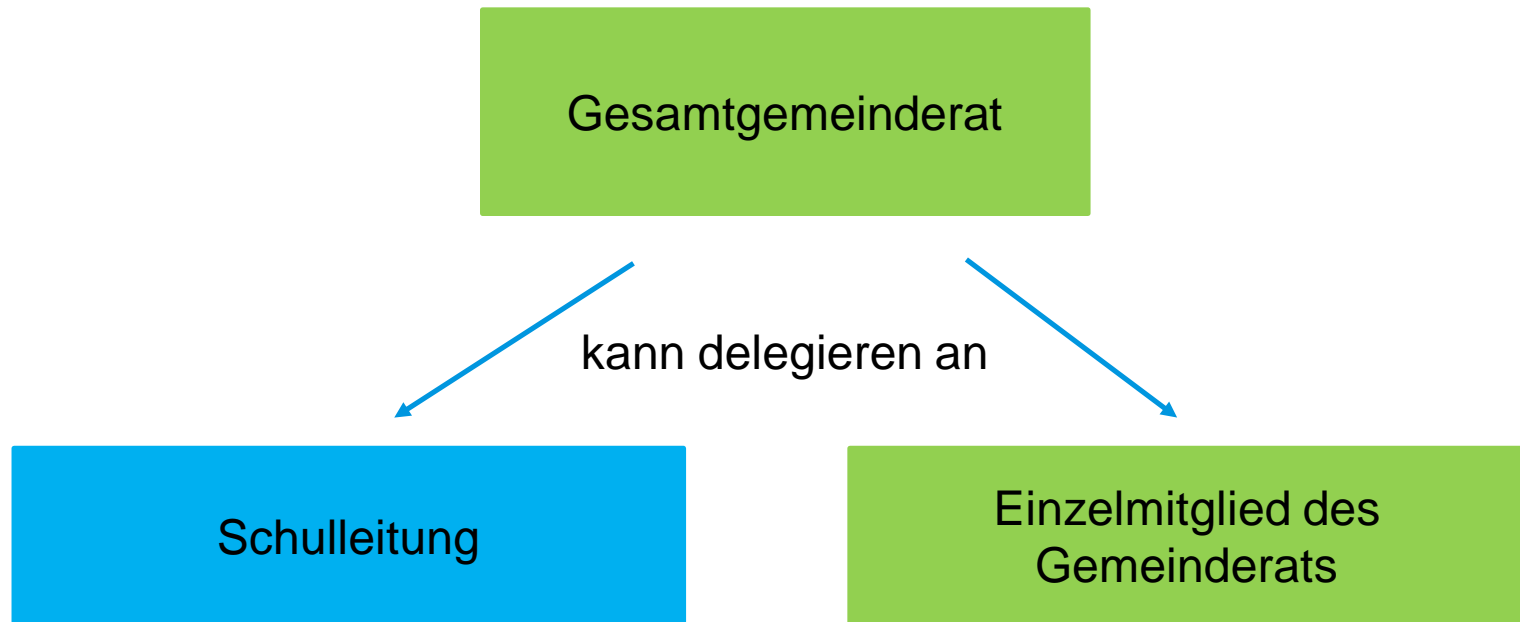 Gesamtgemeinderat
kann delegieren an
Schulleitung
Einzelmitglied des
Gemeinderats